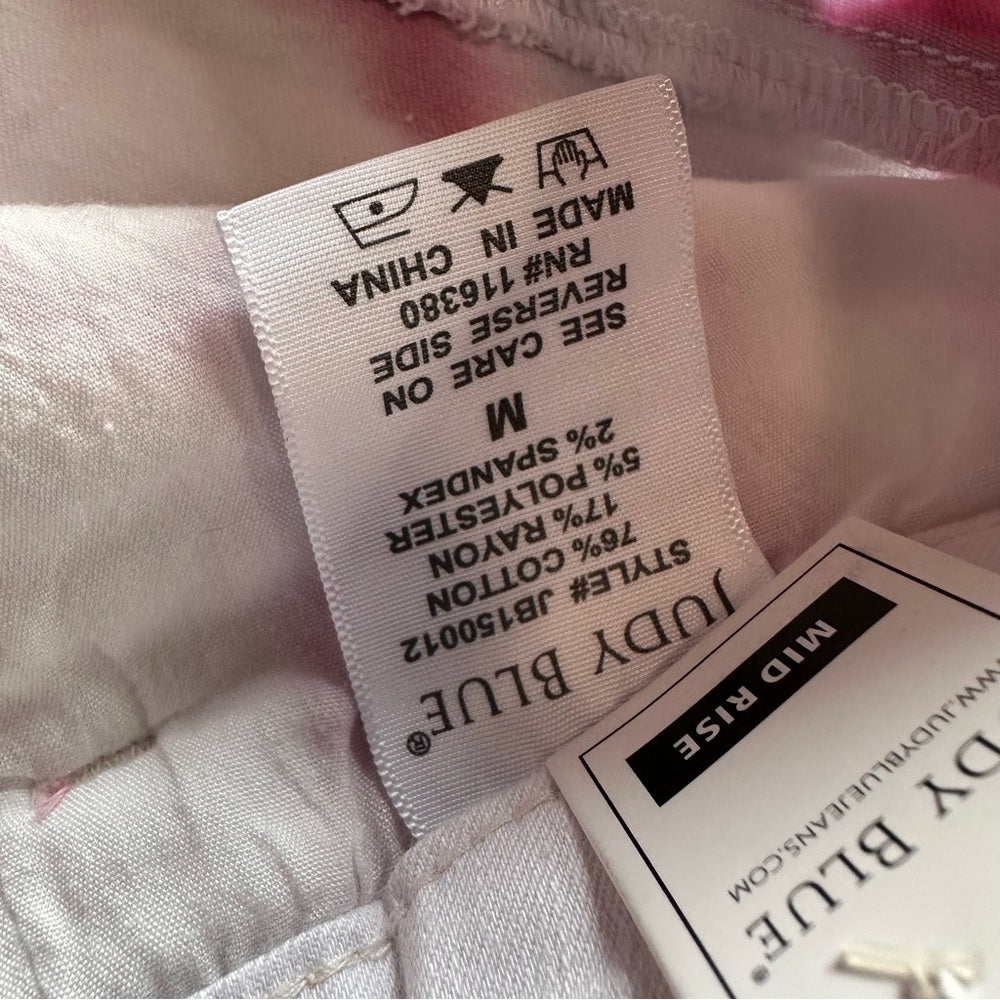 JUDY BLUE®
STYLE# JB150012
76% COTTON
17% RAYON
5% POLYESTER
2% SPANDEX
M
SEE CARE ON
REVERSE SIDE
RN# 116380
MADE IN CHINA
MID RISE
WWW.JUDYBLUEJEANS.COM
DY BLUE®